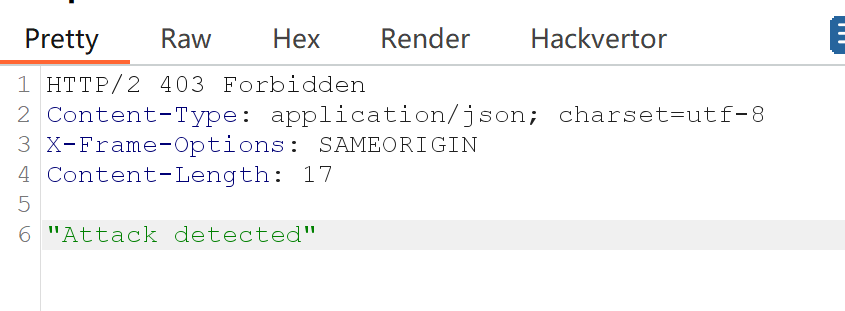 Pretty Raw Hex Render Hackvertor
1 HTTP/2 403 Forbidden
2 Content-Type: application/json; charset=utf-8
3 X-Frame-Options: SAMEORIGIN
4 Content-Length: 17
5
6 "Attack detected"